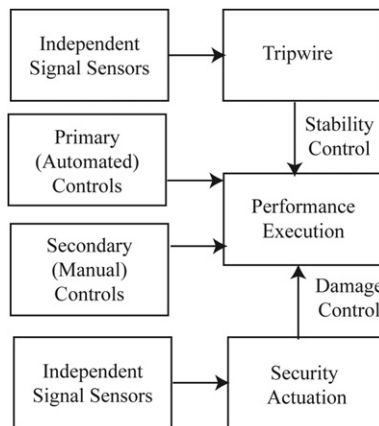 Independent
Signal Sensors
Tripwire
Stability
Control
Primary
(Automated)
Controls
Performance
Execution
Secondary
(Manual)
Controls
Damage
Control
Independent
Signal Sensors
Security
Actuation